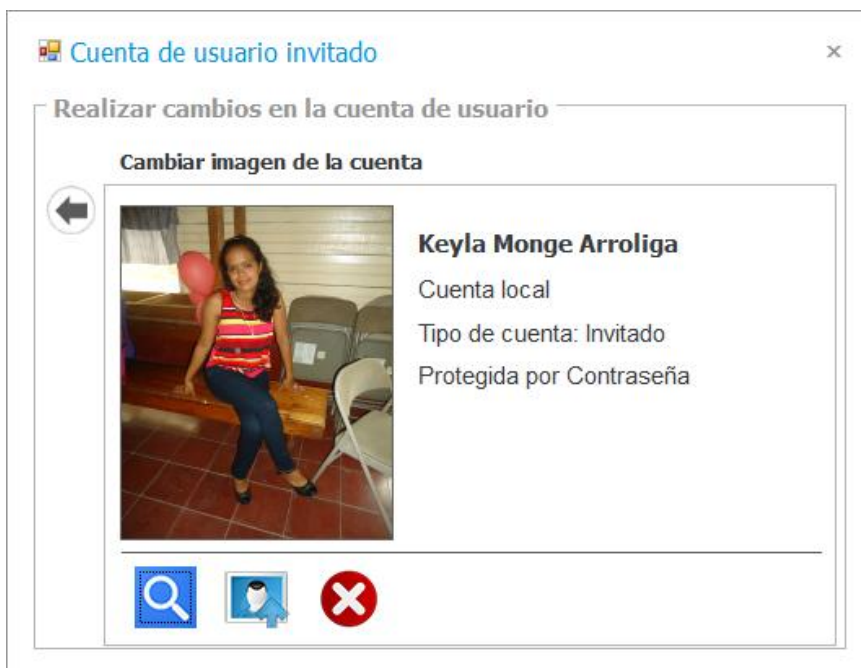 Cuenta de usuario invitado
Realizar cambios en la cuenta de usuario
Cambiar imagen de la cuenta
Keyla Monge Arroliga
Cuenta local
Tipo de cuenta: Invitado
Protegida por Contraseña